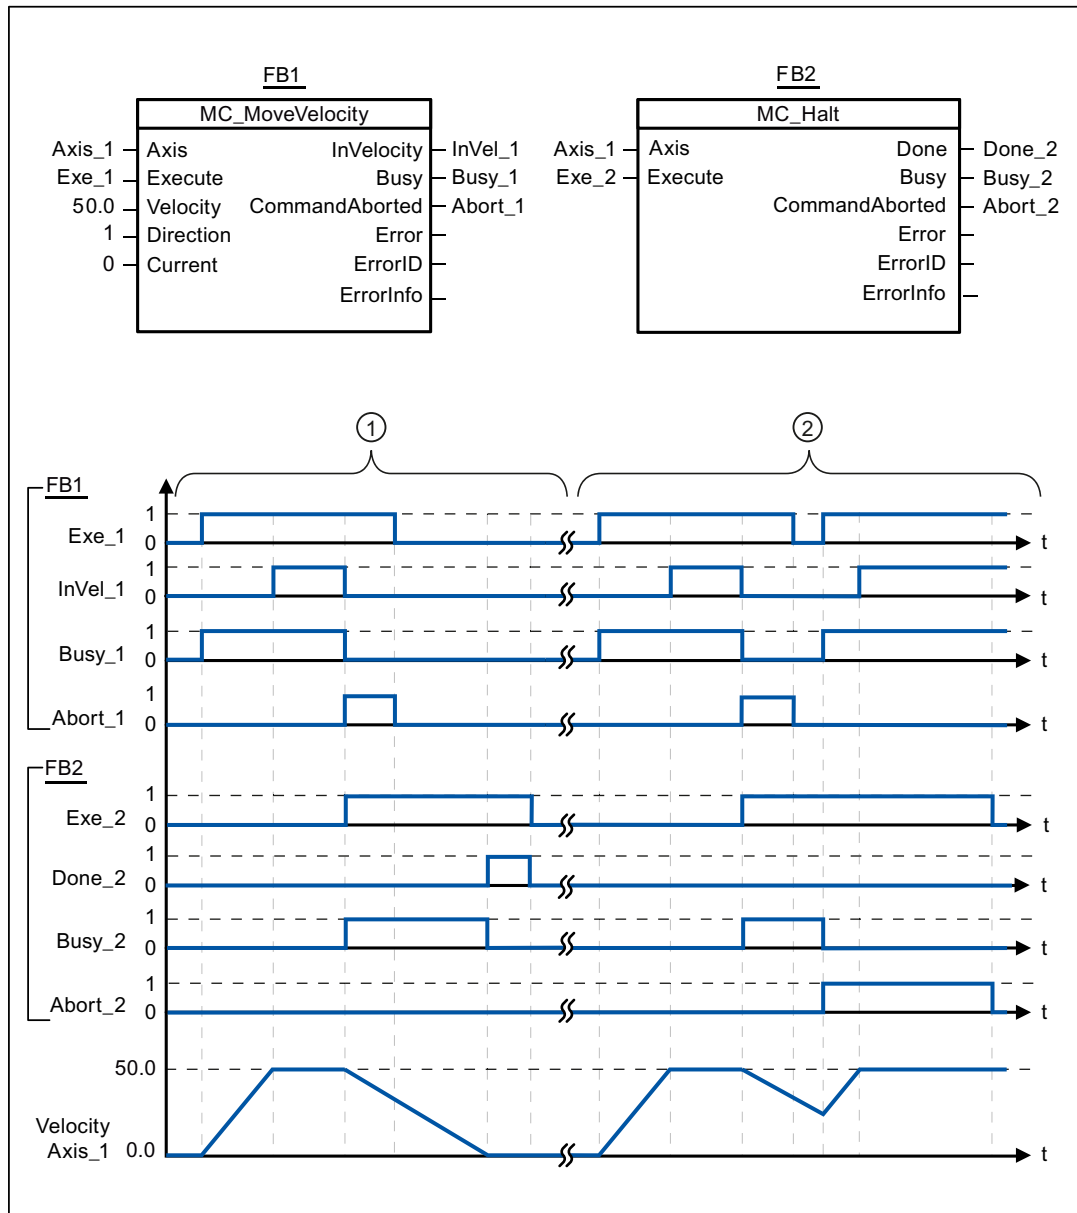 FB1
MC_MoveVelocity
Axis_1 Axis InVelocity InVel_1
Exe_1 Execute Busy Busy_1
50.0 Velocity CommandAborted Abort_1
1 Direction Error
0 Current ErrorID
ErrorInfo
FB2
MC_Halt
Axis_1 Axis Done Done_2
Exe_2 Execute Busy Busy_2
CommandAborted Abort_2
Error
ErrorID
ErrorInfo
1 2
FB1
1
Exe_1 0 t
1
InVel_1 0 t
1
Busy_1 0 t
1
Abort_1 0 t
FB2
1
Exe_2 0 t
1
Done_2 0 t
1
Busy_2 0 t
1
Abort_2 0 t
50.0
Velocity
Axis_1 0.0 t